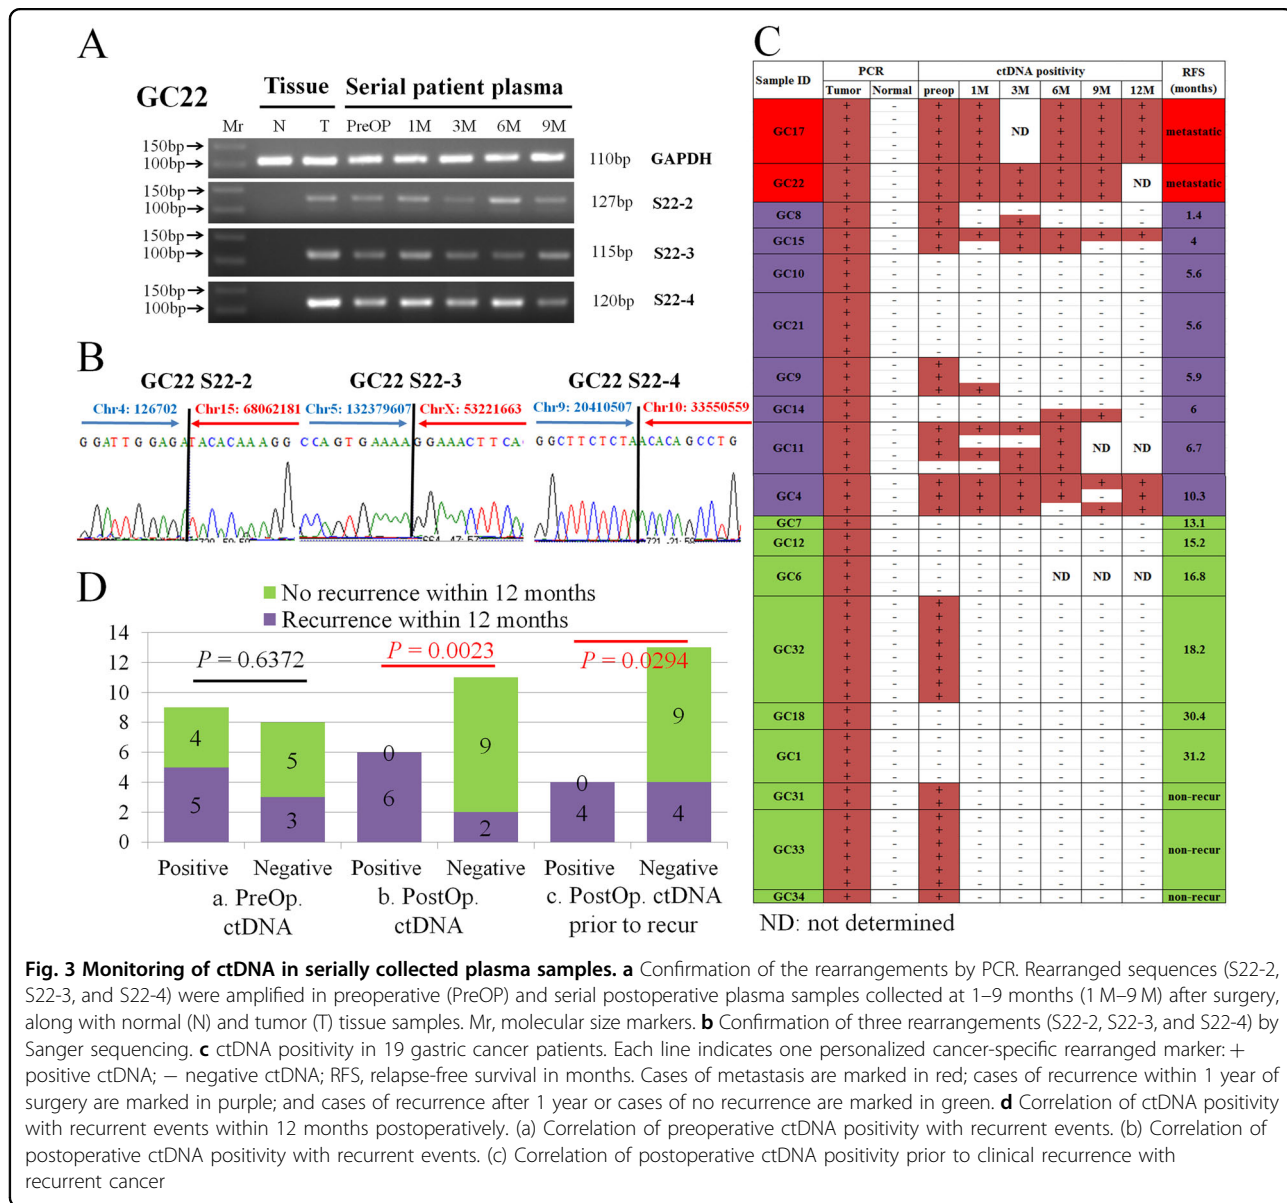 A
GC22
Tissue
Serial patient plasma
Mr N T PreOP 1M 3M 6M 9M
150bp
100bp
110bp GAPDH
150bp
100bp
127bp S22-2
150bp
100bp
115bp S22-3
150bp
100bp
120bp S22-4
B
GC22 S22-2
GC22 S22-3
GC22 S22-4
Chr4: 126702 Chr15: 68062181 Chr5: 132379607 ChrX: 53221663 Chr9: 20410507 Chr10: 33550559
GGATTGGAGATACACAAAGG CCAGTGAAAAGGAAACTTCA GGCTTCTCTAACACAGCCTG
C
Sample ID PCR ctDNA positivity RFS (months)
Tumor Normal preop 1M 3M 6M 9M 12M
GC17 ND metastatic
+ - + + + + +
+ - + + + + +
+ - + + + + +
+ - + + + + +
+ - + + + + +
GC22 ND metastatic
+ - + + + + +
+ - + + + + +
+ - + + + + +
GC8 1.4
+ - + - - - - -
+ - + - + - - -
GC15 4
+ - + + + + + +
+ - + - + + - -
GC10 5.6
+ - - - - - - -
+ - - - - - - -
+ - - - - - - -
GC21 5.6
+ - - - - - - -
+ - - - - - - -
+ - - - - - - -
+ - - - - - - -
+ - - - - - - -
GC9 5.9
+ - + - - - - -
+ - + - - - - -
+ - + + - - - -
GC14 6
+ - - - - - - -
+ - - - - + + -
GC11 ND ND 6.7
+ - + + + +
+ - + - - +
+ - + + + +
+ - - - + +
GC4 10.3
+ - + + + + + +
+ - + + + + - +
+ - + + + - + +
GC7 13.1
+ - - - - - - -
GC12 15.2
+ - - - - - - -
+ - - - - - - -
GC6 ND ND ND 16.8
+ - - - -
+ - - - -
+ - - - -
GC32 18.2
+ - + - - - - -
+ - + - - - - -
+ - + - - - - -
+ - + - - - - -
+ - + - - - - -
+ - + - - - - -
+ - + - - - - -
+ - + - - - - -
GC18 30.4
+ - - - - - - -
+ - - - - - - -
GC1 31.2
+ - - - - - - -
+ - - - - - - -
+ - - - - - - -
+ - - - - - - -
GC31 non-recur
+ - + - - - - -
+ - + - - - - -
GC33 non-recur
+ - + - - - - -
+ - + - - - - -
+ - + - - - - -
+ - + - - - - -
+ - + - - - - -
+ - + - - - - -
GC34 non-recur
+ - + - - - - -
ND: not determined
D
No recurrence within 12 months
Recurrence within 12 months
14
12
10
8
6
4
2
0
P = 0.6372
P = 0.0023
P = 0.0294
4 5 0 9 0 9
5 3 6 2 4 4
Positive Negative Positive Negative Positive Negative
a. PreOp. ctDNA
b. PostOp. ctDNA
c. PostOp. ctDNA prior to recur
Fig. 3 Monitoring of ctDNA in serially collected plasma samples. a Confirmation of the rearrangements by PCR. Rearranged sequences (S22-2,
S22-3, and S22-4) were amplified in preoperative (PreOP) and serial postoperative plasma samples collected at 1–9 months (1 M–9 M) after surgery,
along with normal (N) and tumor (T) tissue samples. Mr, molecular size markers. b Confirmation of three rearrangements (S22-2, S22-3, and S22-4) by
Sanger sequencing. c ctDNA positivity in 19 gastric cancer patients. Each line indicates one personalized cancer-specific rearranged marker: +
positive ctDNA; − negative ctDNA; RFS, relapse-free survival in months. Cases of metastasis are marked in red; cases of recurrence within 1 year of
surgery are marked in purple; and cases of recurrence after 1 year or cases of no recurrence are marked in green. d Correlation of ctDNA positivity
with recurrent events within 12 months postoperatively. (a) Correlation of preoperative ctDNA positivity with recurrent events. (b) Correlation of
postoperative ctDNA positivity with recurrent events. (c) Correlation of postoperative ctDNA positivity prior to clinical recurrence with
recurrent cancer